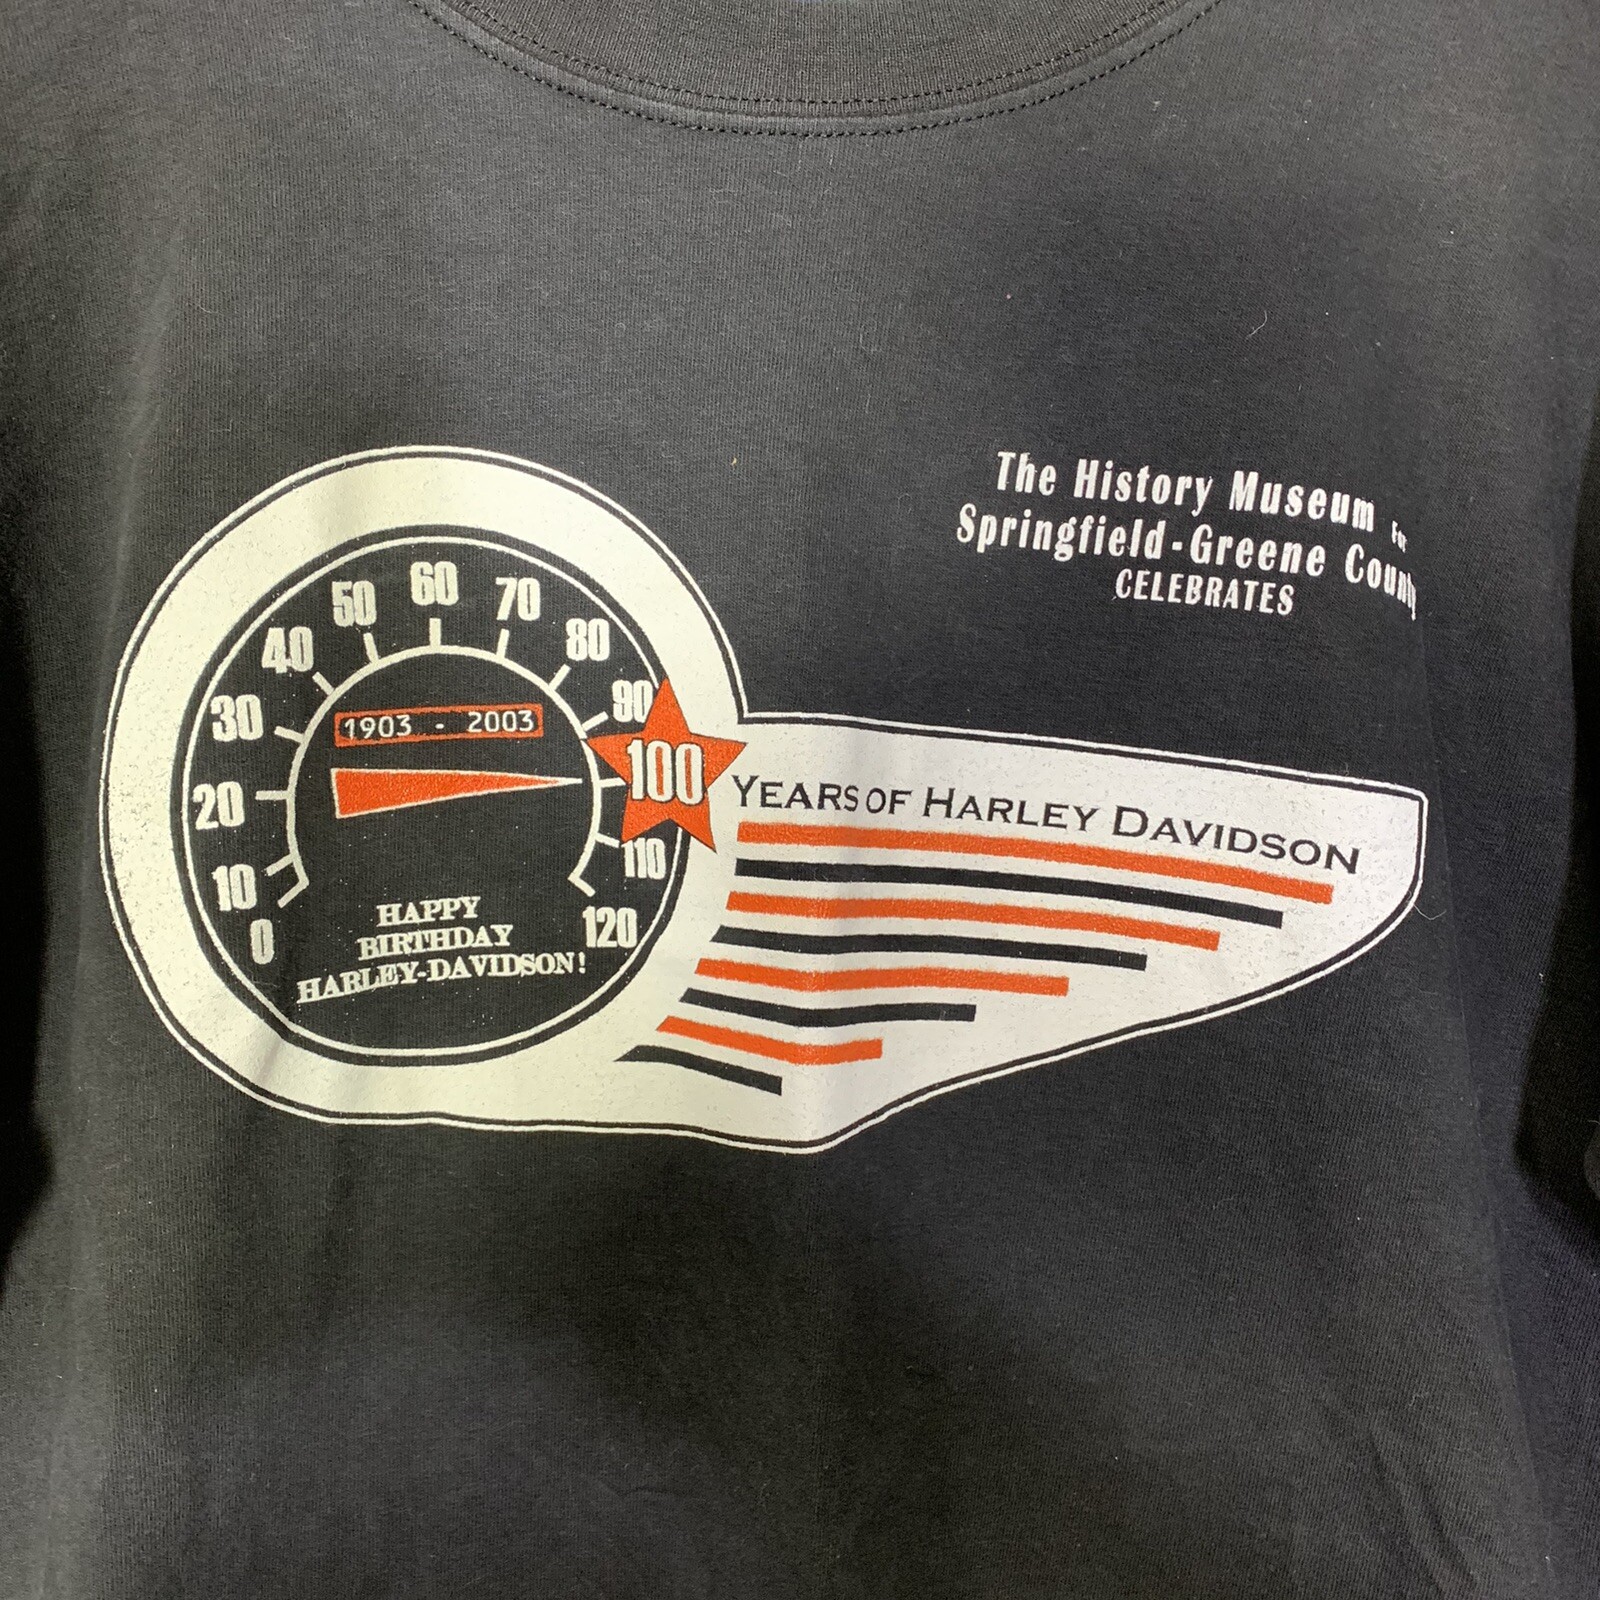 The History Museum For
Springfield-Greene County
CELEBRATES
0
10
20
30
40
50
60
70
80
90
100
110
120
1903 - 2003
YEARS OF HARLEY DAVIDSON
HAPPY
BIRTHDAY
HARLEY-DAVIDSON!